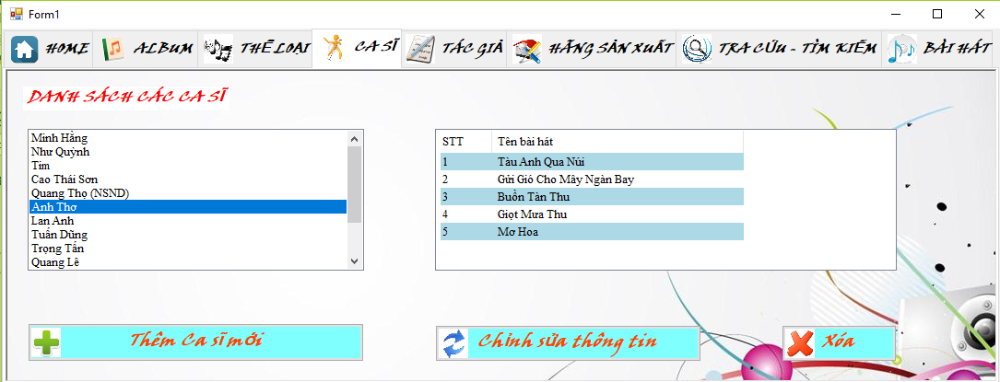 Form1
HOME ALBUM THỂ LOẠI CA SĨ TÁC GIẢ HÃNG SẢN XUẤT TRA CỨU - TÌM KIẾM BÀI HÁT
DANH SÁCH CÁC CA SĨ
Minh Hằng
Như Quỳnh
Tim
Cao Thái Sơn
Quang Thọ (NSND)
Anh Thơ
Lan Anh
Tuấn Dũng
Trọng Tấn
Quang Lê
STT Tên bài hát
1 Tàu Anh Qua Núi
2 Gửi Gió Cho Mây Ngàn Bay
3 Buồn Tàn Thu
4 Giọt Mưa Thu
5 Mơ Hoa
Thêm Ca sĩ mới
Chỉnh sửa thông tin
Xóa